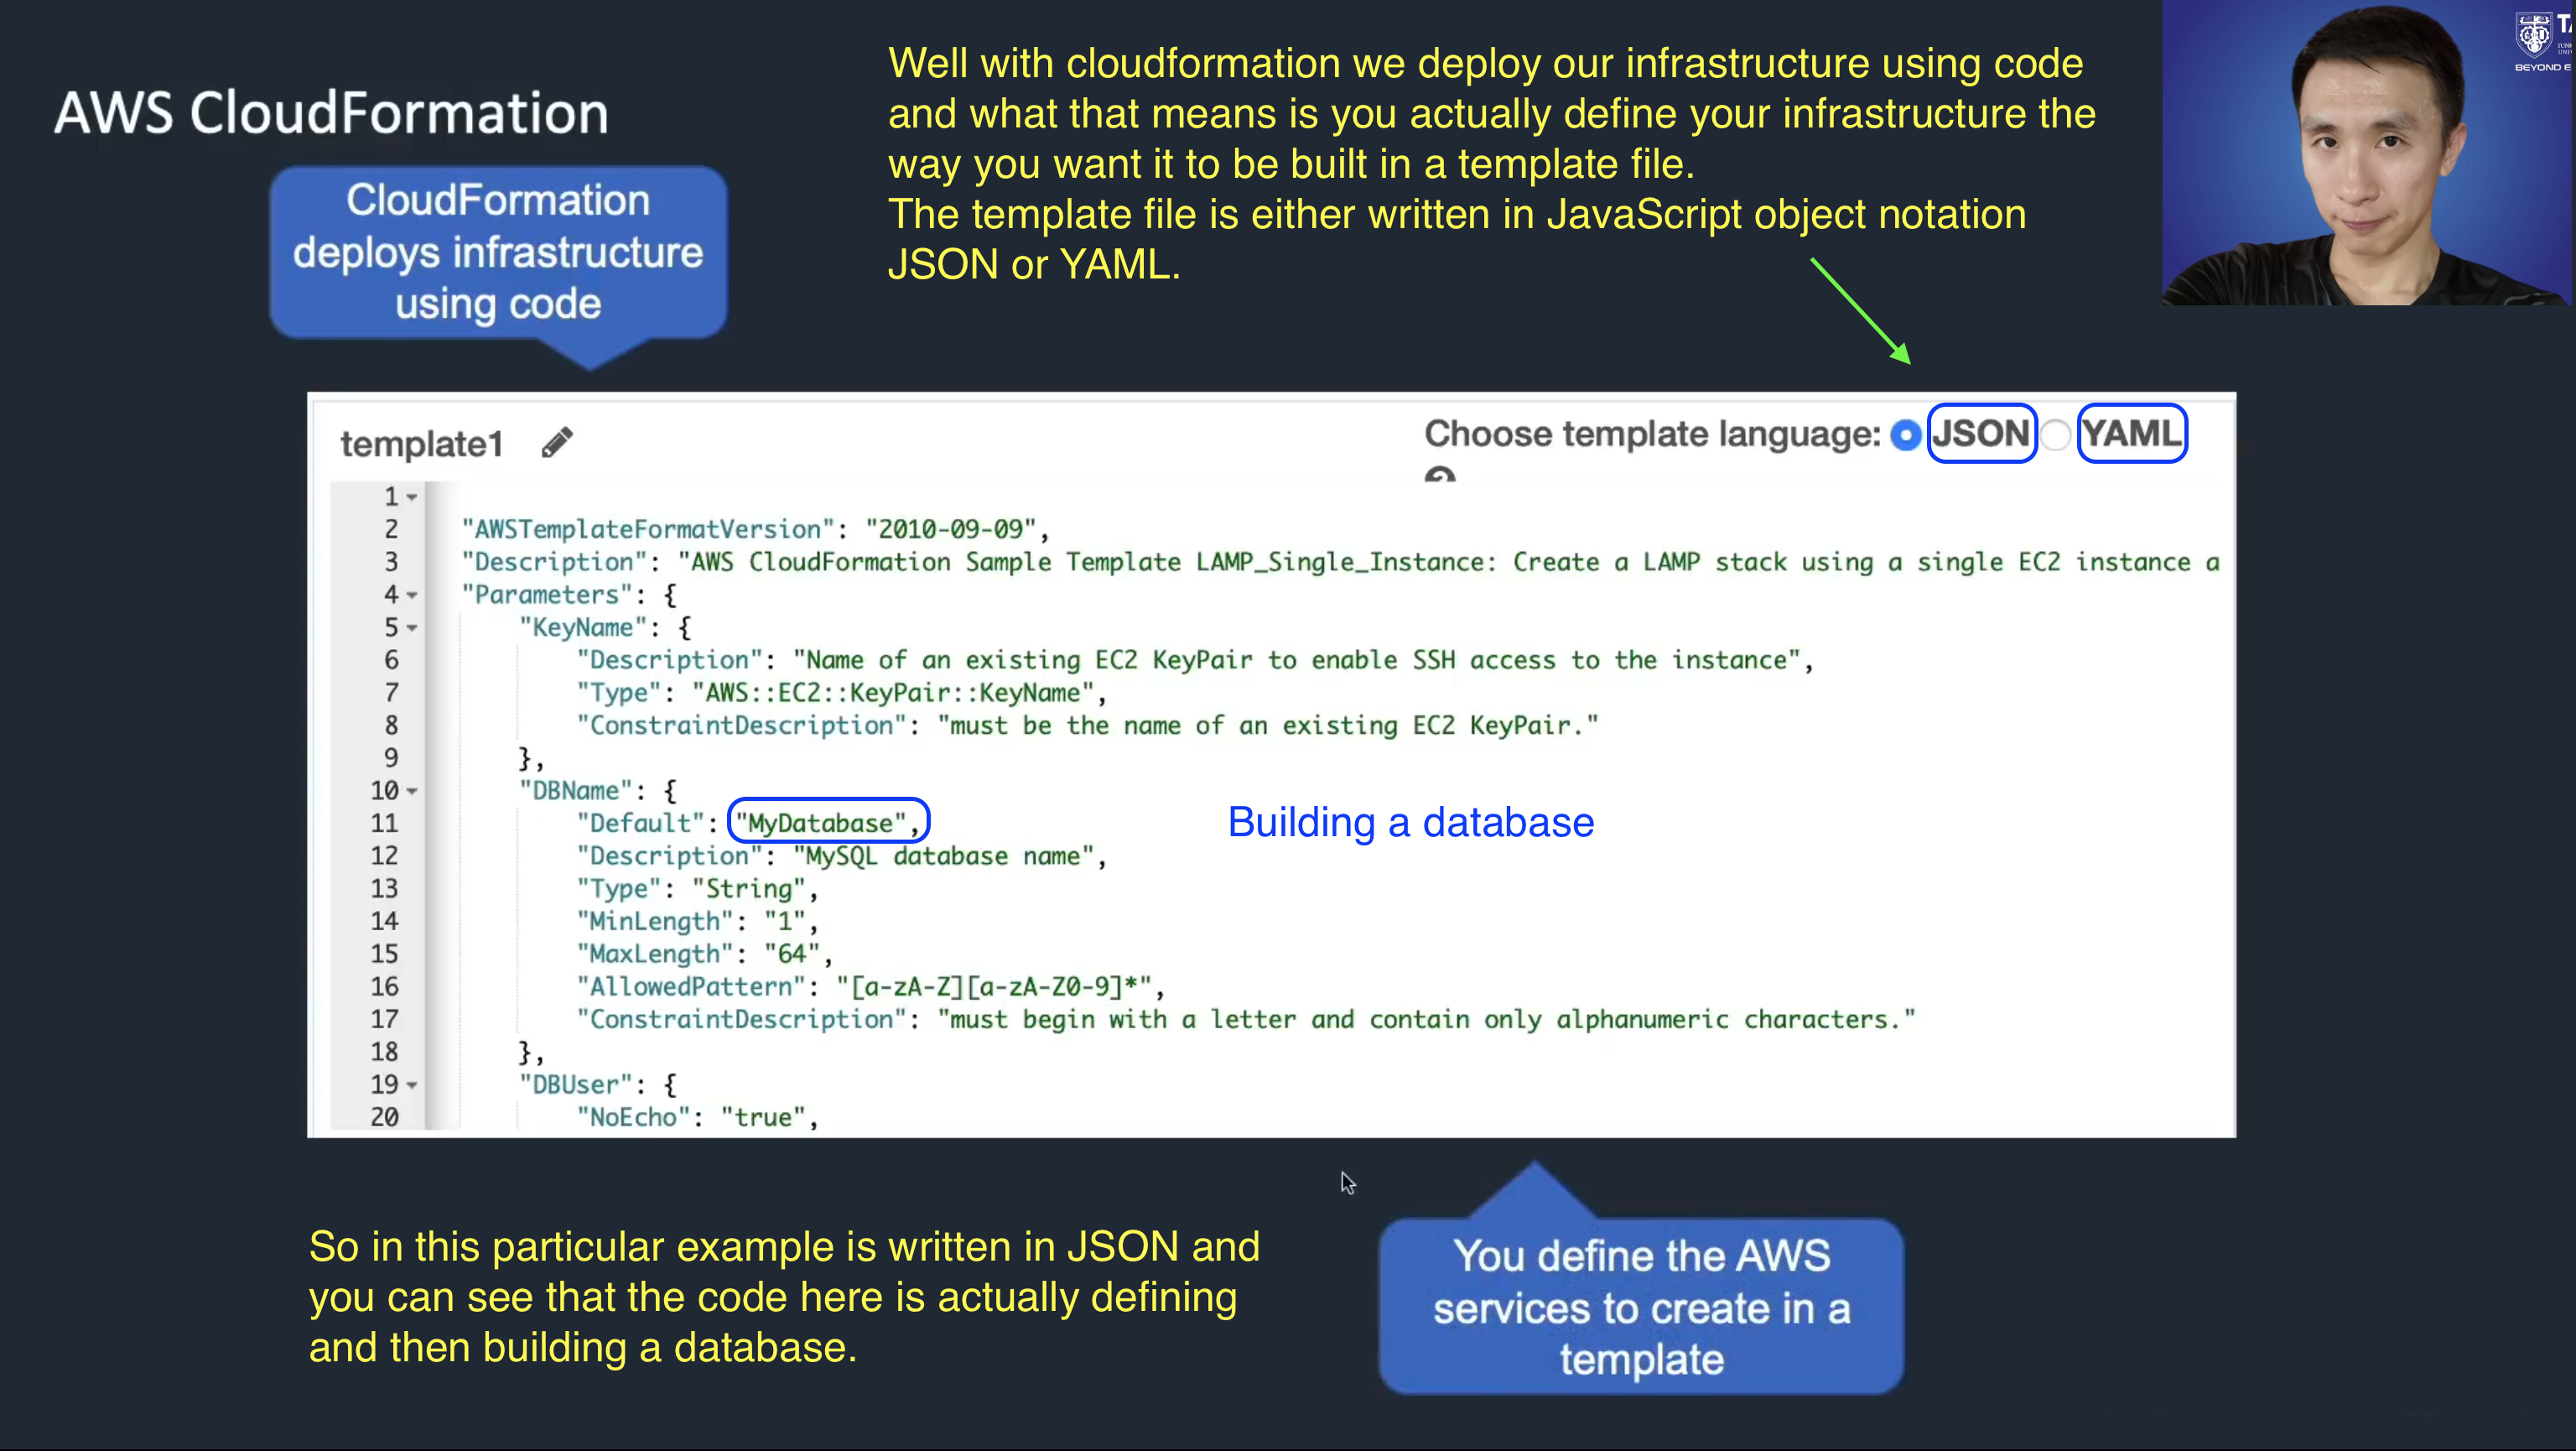 AWS CloudFormation
CloudFormation
deploys infrastructure
using code
Well with cloudformation we deploy our infrastructure using code
and what that means is you actually define your infrastructure the
way you want it to be built in a template file.
The template file is either written in JavaScript object notation
JSON or YAML.
BEYOND E
template1
Choose template language: JSON YAML
1
2 "AWSTemplateFormatVersion": "2010-09-09",
3 "Description": "AWS CloudFormation Sample Template LAMP_Single_Instance: Create a LAMP stack using a single EC2 instance a
4 "Parameters": {
5 "KeyName": {
6 "Description": "Name of an existing EC2 KeyPair to enable SSH access to the instance",
7 "Type": "AWS::EC2::KeyPair::KeyName",
8 "ConstraintDescription": "must be the name of an existing EC2 KeyPair."
9 },
10 "DBName": {
11 "Default": "MyDatabase",
Building a database
12 "Description": "MySQL database name",
13 "Type": "String",
14 "MinLength": "1",
15 "MaxLength": "64",
16 "AllowedPattern": "[a-zA-Z][a-zA-Z0-9]*",
17 "ConstraintDescription": "must begin with a letter and contain only alphanumeric characters."
18 },
19 "DBUser": {
20 "NoEcho": "true",
So in this particular example is written in JSON and
you can see that the code here is actually defining
and then building a database.
You define the AWS
services to create in a
template